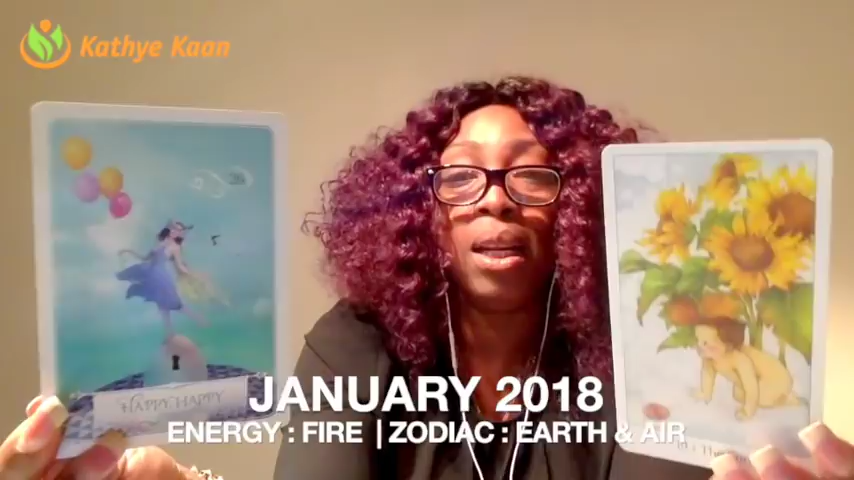 Kathye Kaan
HAPPY HAPPY
JANUARY 2018
ENERGY : FIRE | ZODIAC : EARTH & AIR